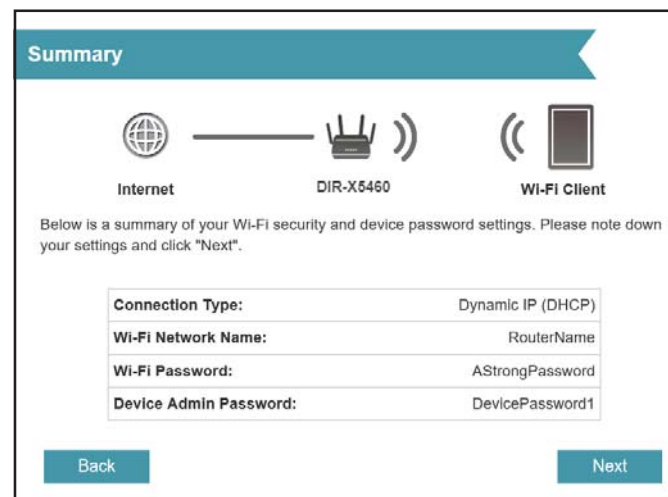 Summary
Internet
DIR-X5460
Wi-Fi Client
Below is a summary of your Wi-Fi security and device password settings. Please note down
your settings and click "Next".
Connection Type: Dynamic IP (DHCP)
Wi-Fi Network Name: RouterName
Wi-Fi Password: AStrongPassword
Device Admin Password: DevicePassword1
Back
Next